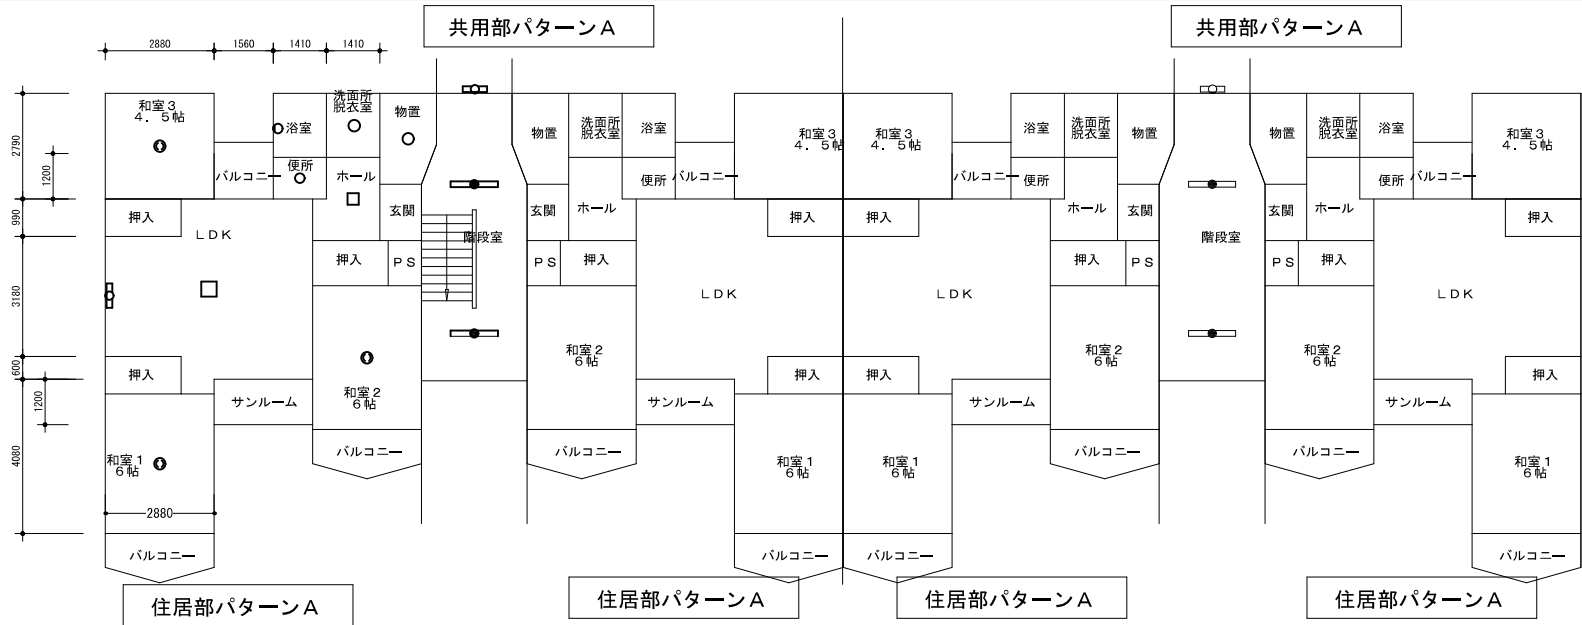 共用部パターンA
共用部パターンA
2880
1560
1410
1410
和室3
4．5帖
浴室
洗面所
脱衣室
物置
物置
洗面所
脱衣室
浴室
和室3
4．5帖
和室3
4．5帖
浴室
洗面所
脱衣室
物置
物置
洗面所
脱衣室
浴室
和室3
4．5帖
2790
1200
バルコニー
便所
ホール
玄関
玄関
ホール
便所
バルコニー
バルコニー
便所
ホール
玄関
玄関
ホール
便所
バルコニー
990
押入
LDK
階段室
押入
押入
階段室
押入
押入
PS
PS
押入
押入
PS
PS
押入
3180
LDK
LDK
LDK
600
押入
和室2
6帖
和室2
6帖
押入
押入
和室2
6帖
和室2
6帖
押入
1200
サンルーム
サンルーム
サンルーム
サンルーム
4080
和室1
6帖
バルコニー
バルコニー
和室1
6帖
和室1
6帖
バルコニー
バルコニー
和室1
6帖
2880
バルコニー
バルコニー
バルコニー
バルコニー
住居部パターンA
住居部パターンA
住居部パターンA
住居部パターンA